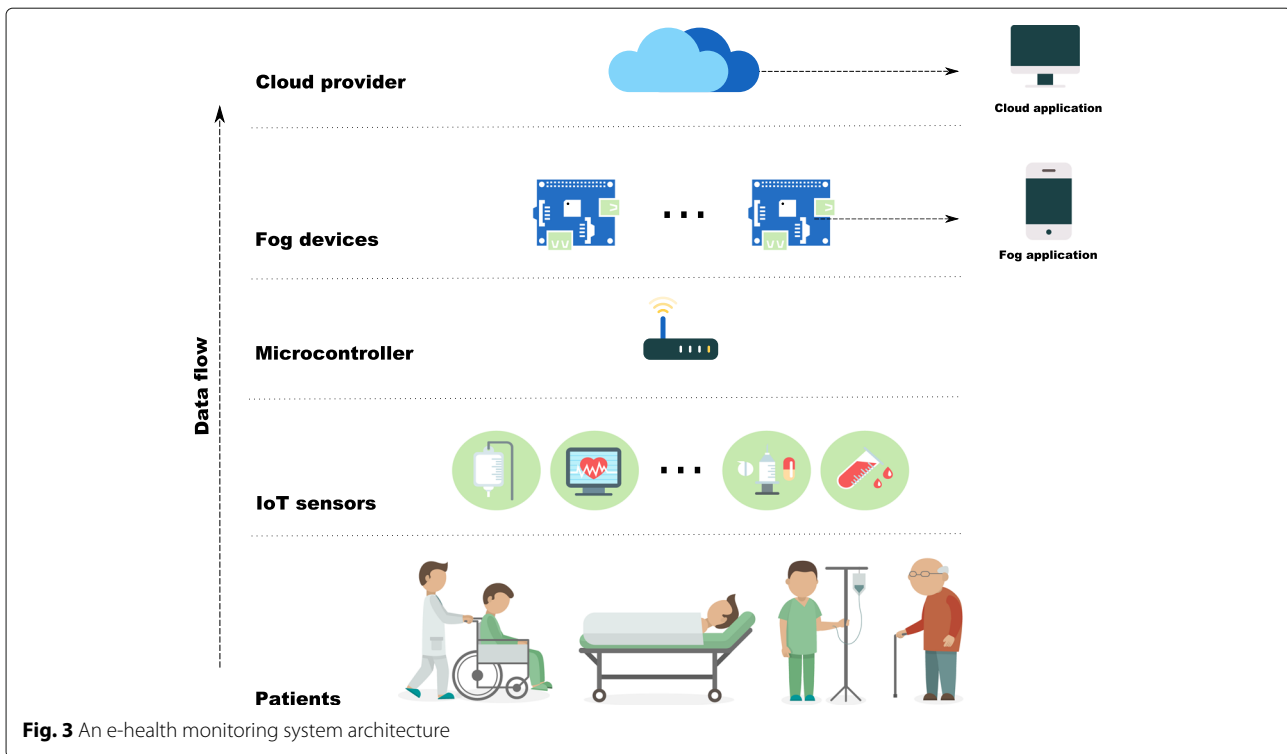 Cloud provider
Cloud application
Fog devices
Fog application
Microcontroller
Data flow
IoT sensors
Patients
Fig. 3 An e-health monitoring system architecture